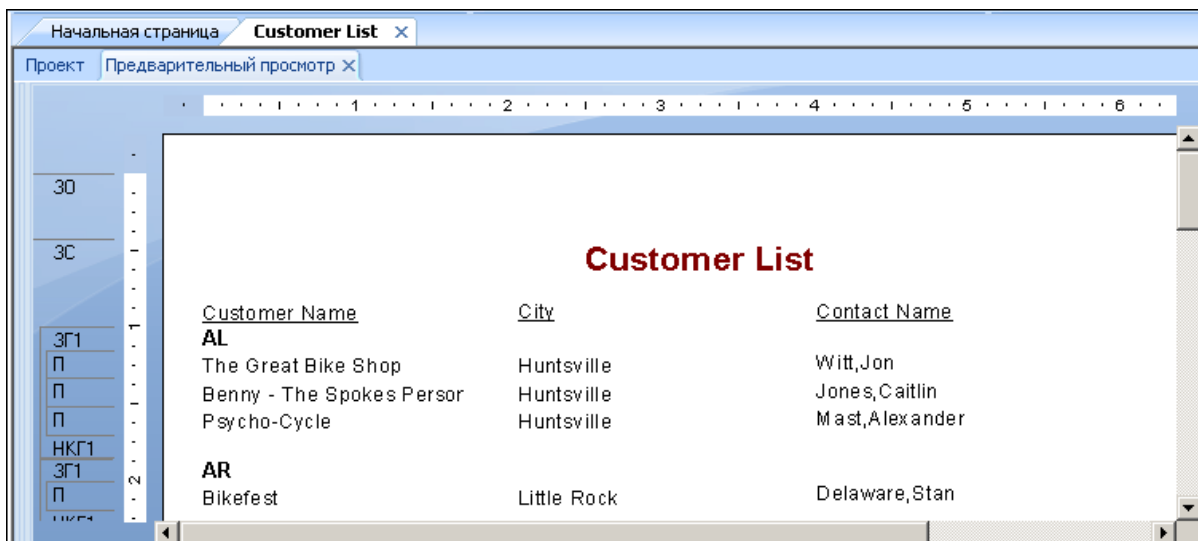 Начальная страница Customer List
Проект Предварительный просмотр
1 2 3 4 5 6
ЗО
ЗС
Customer List
Customer Name City Contact Name
1
ЗГ1 AL
П The Great Bike Shop Huntsville Witt,Jon
П Benny - The Spokes Persor Huntsville Jones,Caitlin
П Psycho-Cycle Huntsville Mast,Alexander
НКГ1
ЗГ1 AR
2
П Bikefest Little Rock Delaware,Stan